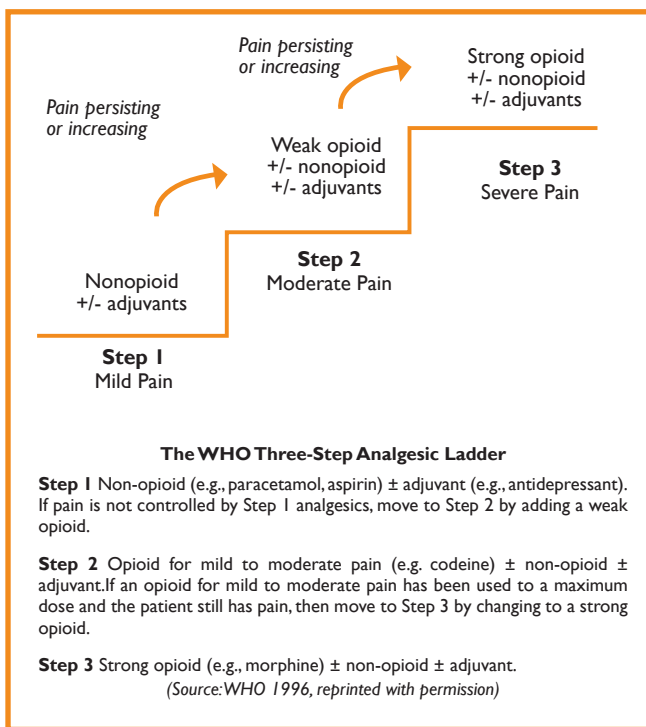 Pain persisting
or increasing
Strong opioid
+/- nonopioid
+/- adjuvants
Pain persisting
or increasing
Weak opioid
+/- nonopioid
+/- adjuvants
Step 3
Severe Pain
Step 2
Moderate Pain
Nonopioid
+/- adjuvants
Step 1
Mild Pain
The WHO Three-Step Analgesic Ladder
Step 1 Non-opioid (e.g., paracetamol, aspirin) ± adjuvant (e.g., antidepressant).
If pain is not controlled by Step 1 analgesics, move to Step 2 by adding a weak
opioid.
Step 2 Opioid for mild to moderate pain (e.g. codeine) ± non-opioid ±
adjuvant.If an opioid for mild to moderate pain has been used to a maximum
dose and the patient still has pain, then move to Step 3 by changing to a strong
opioid.
Step 3 Strong opioid (e.g., morphine) ± non-opioid ± adjuvant.
(Source: WHO 1996, reprinted with permission)